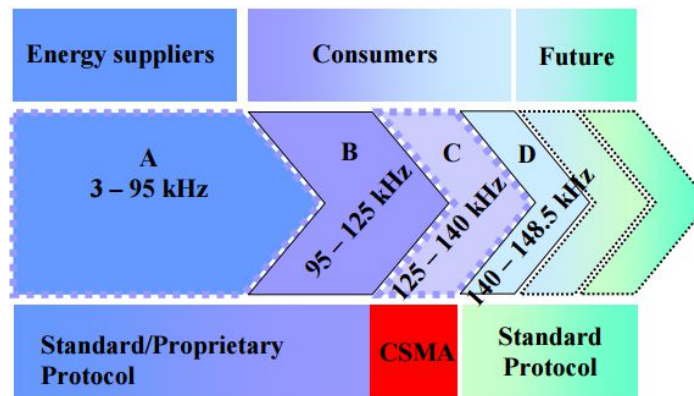 Energy suppliers
Consumers
Future
A
3 – 95 kHz
B
95 – 125 kHz
C
125 – 140 kHz
D
140 – 148.5 kHz
Standard/Proprietary
Protocol
CSMA
Standard
Protocol